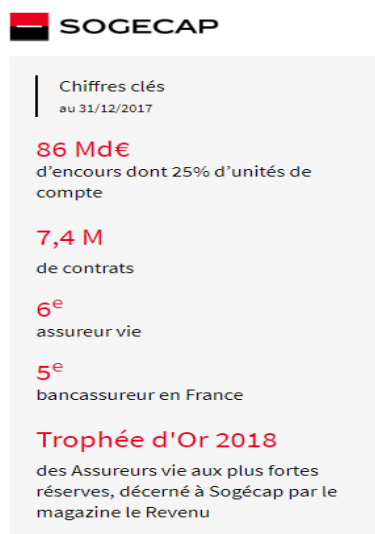 SOGECAP
Chiffres clés
au 31/12/2017
86 Md€
d’encours dont 25% d’unités de
compte
7,4 M
de contrats
6e
assureur vie
5e
bancassureur en France
Trophée d'Or 2018
des Assureurs vie aux plus fortes
réserves, décerné à Sogécap par le
magazine le Revenu